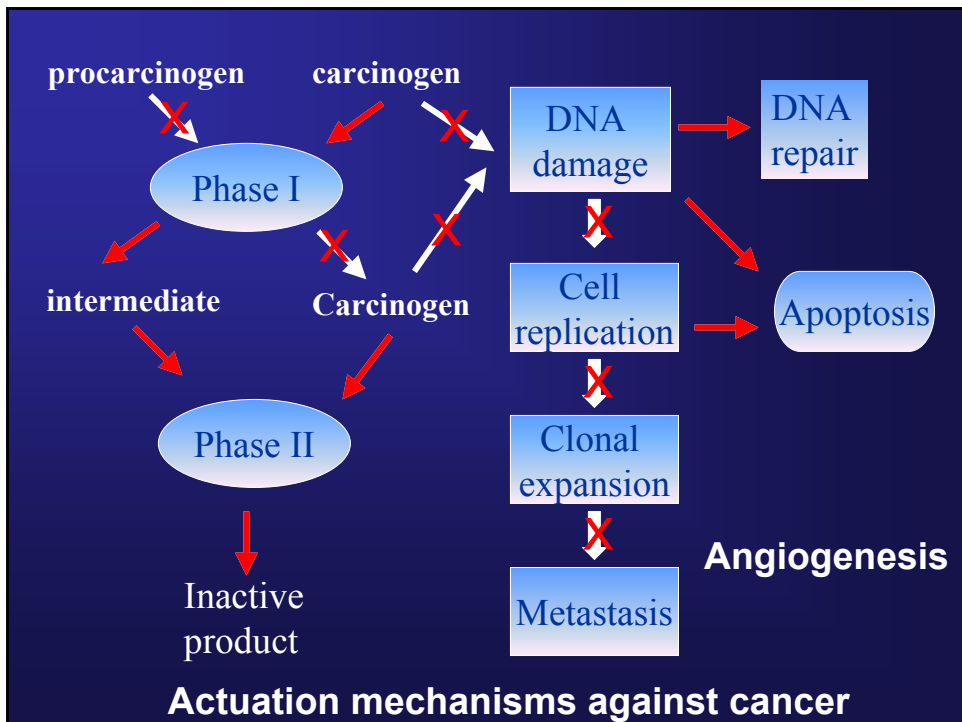 procarcinogen
carcinogen
Phase I
intermediate
Carcinogen
Phase II
Inactive
product
DNA
damage
DNA
repair
Cell
replication
Apoptosis
Clonal
expansion
Metastasis
Angiogenesis
X
X
X
X
X
X
X
Actuation mechanisms against cancer